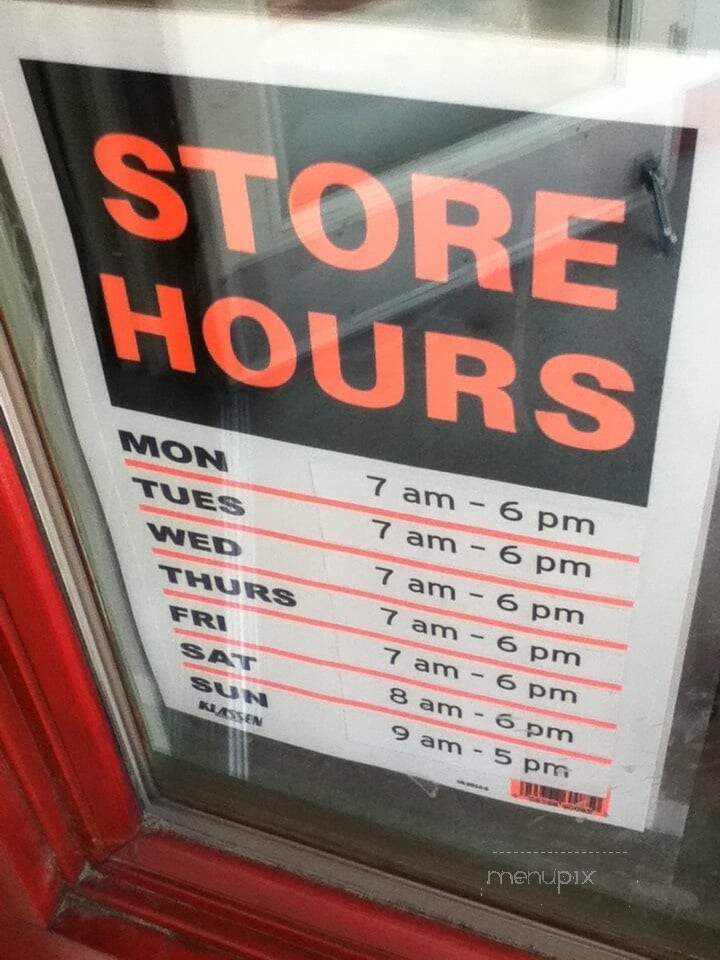 STORE
HOURS
MON 7 am - 6 pm
TUES 7 am - 6 pm
WED 7 am - 6 pm
THURS 7 am - 6 pm
FRI 7 am - 6 pm
SAT 8 am - 6 pm
SUN 9 am - 5 pm
KLASSEN
menupix